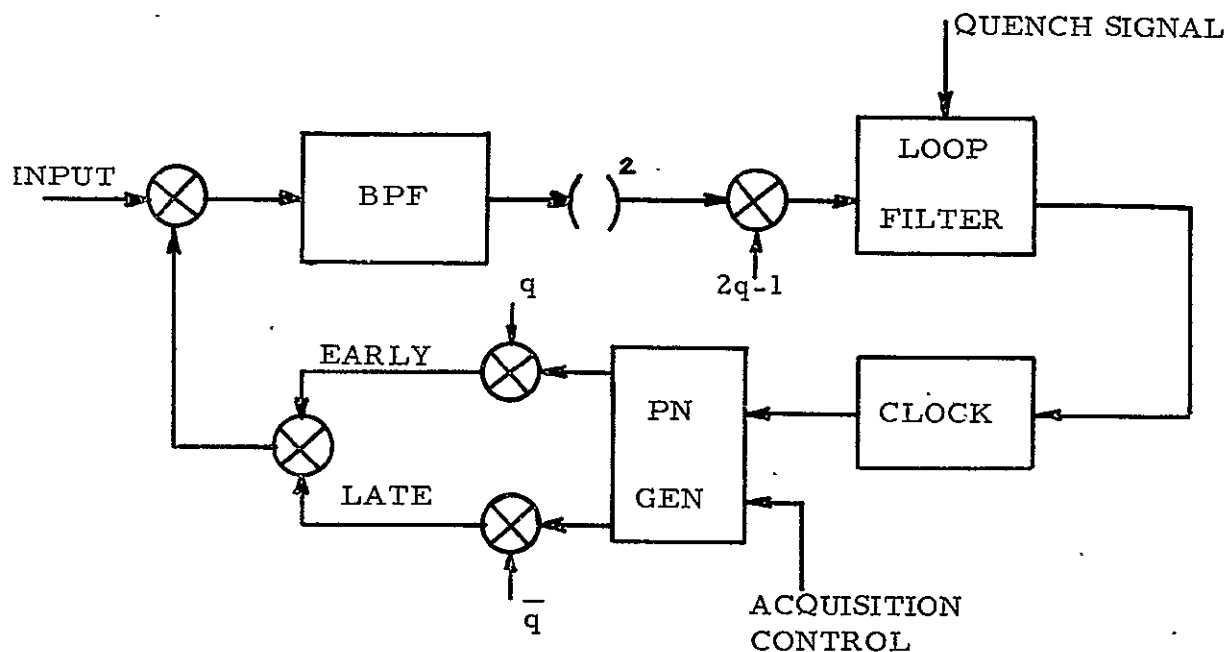 QUENCH SIGNAL
INPUT
BPF
( )²
LOOP
FILTER
2q-1
q
EARLY
PN
GEN
CLOCK
LATE
q̅
ACQUISITION
CONTROL